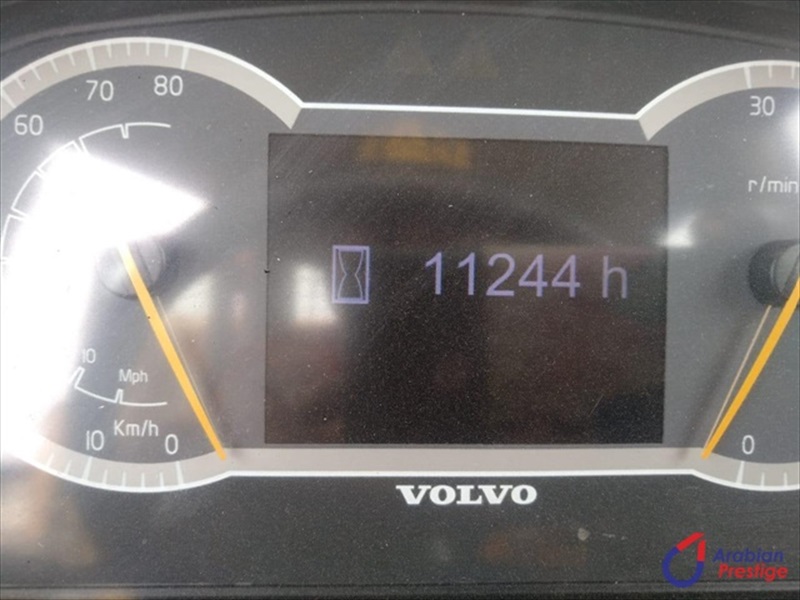 60 70 80
30
r/min
11244 h
10
Mph
10 Km/h 0
0
VOLVO
Arabian
Prestige